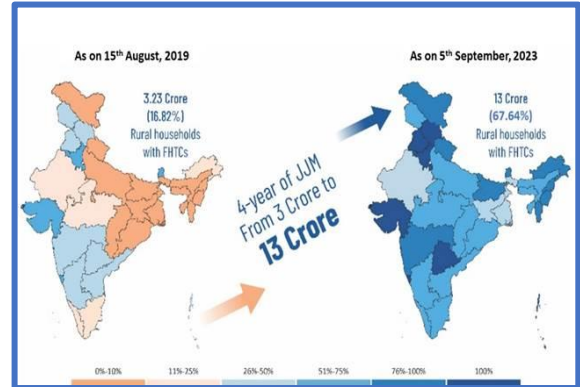 As on 15th August, 2019
As on 5th September, 2023
3.23 Crore
(16.82%)
Rural households
with FHTCs
13 Crore
(67.64%)
Rural households
with FHTCs
4-year of JJM
From 3 Crore to
13 Crore
0%-10%
11%-25%
26%-50%
51%-75%
76%-100%
100%